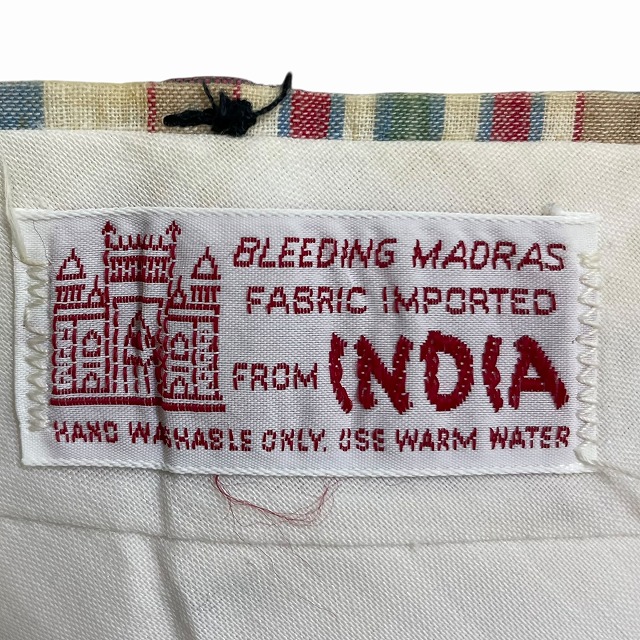 BLEEDING MADRAS
FABRIC IMPORTED
FROM INDIA
HAND WASHABLE ONLY. USE WARM WATER